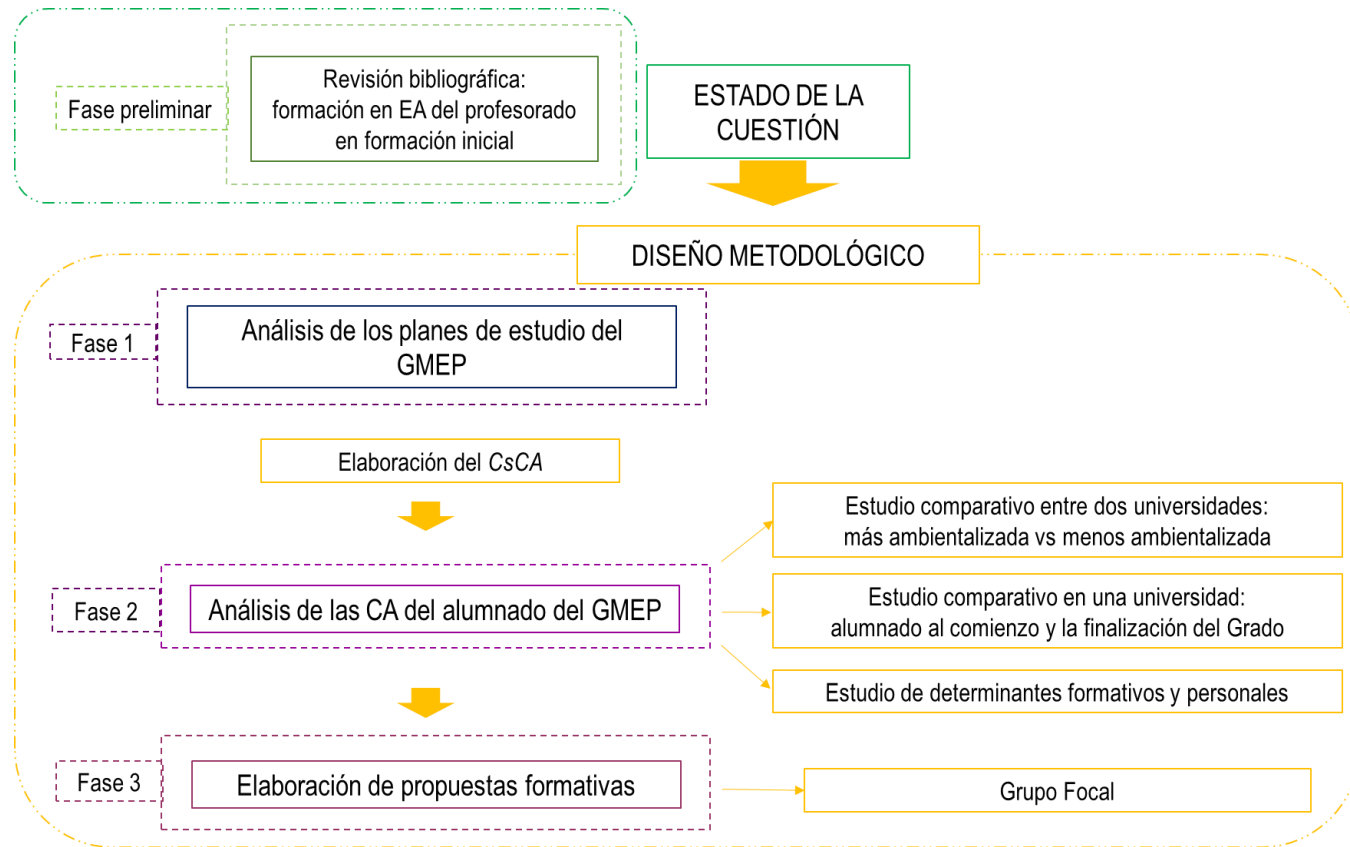 Fase preliminar
Revisión bibliográfica:
formación en EA del profesorado
en formación inicial
ESTADO DE LA
CUESTIÓN
DISEÑO METODOLÓGICO
Fase 1
Análisis de los planes de estudio del
GMEP
Elaboración del CsCA
Fase 2
Análisis de las CA del alumnado del GMEP
Estudio comparativo entre dos universidades:
más ambientalizada vs menos ambientalizada
Estudio comparativo en una universidad:
alumnado al comienzo y la finalización del Grado
Estudio de determinantes formativos y personales
Fase 3
Elaboración de propuestas formativas
Grupo Focal